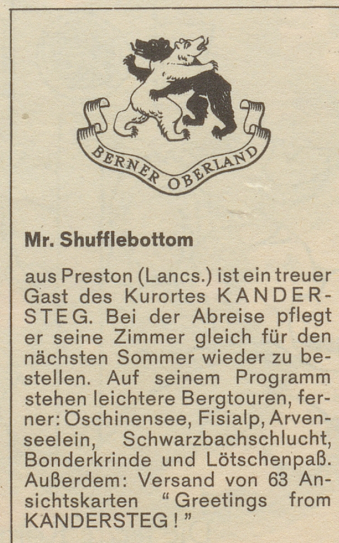 BERNER OBERLAND
Mr. Shufflebottom
aus Preston (Lancs.) ist ein treuer
Gast des Kurortes KANDER-
STEG. Bei der Abreise pflegt
er seine Zimmer gleich für den
nächsten Sommer wieder zu be-
stellen. Auf seinem Programm
stehen leichtere Bergtouren, fer-
ner: Öschinensee, Fisialp, Arven-
seelein, Schwarzbachschlucht,
Bonderkrinde und Lötschenpaß.
Außerdem: Versand von 63 An-
sichtskarten “Greetings from
KANDERSTEG!”